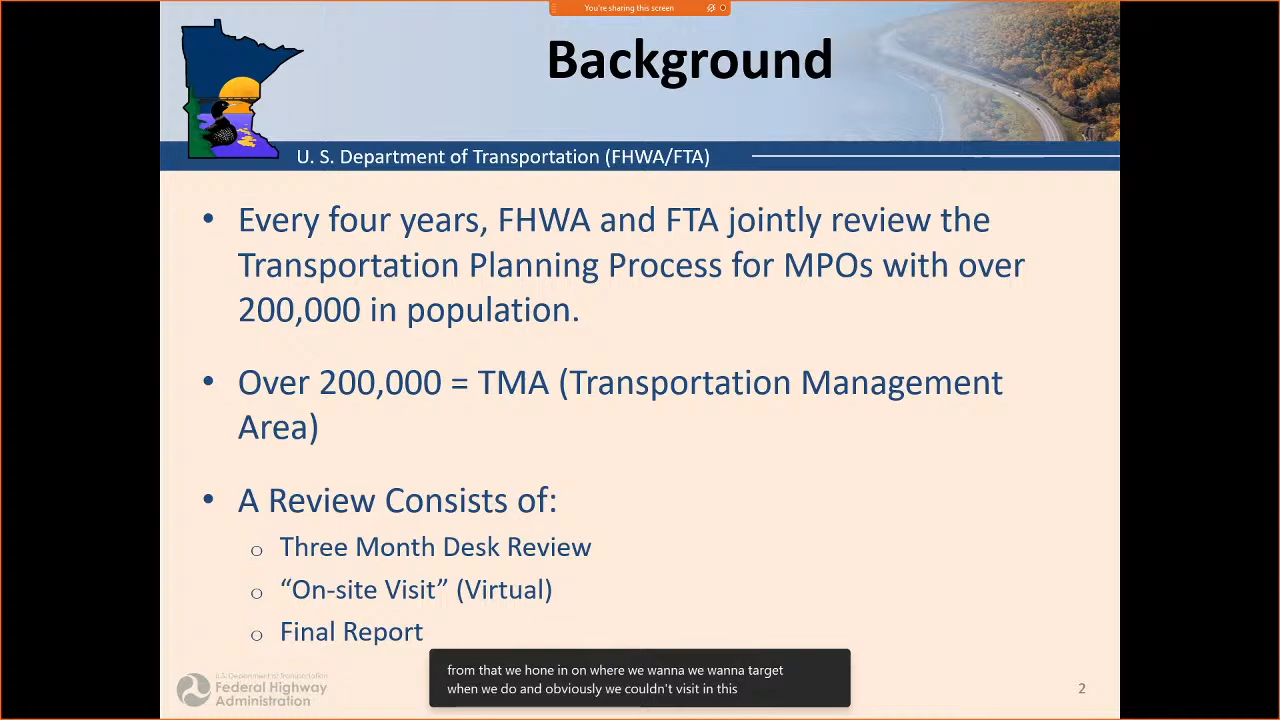 You're sharing this screen
Background
U. S. Department of Transportation (FHWA/FTA)
• Every four years, FHWA and FTA jointly review the
Transportation Planning Process for MPOs with over
200,000 in population.
• Over 200,000 = TMA (Transportation Management
Area)
• A Review Consists of:
o Three Month Desk Review
o “On-site Visit” (Virtual)
o Final Report
from that we hone in on where we wanna we wanna target
when we do and obviously we couldn't visit in this
U.S. Department of Transportation
Federal Highway
Administration
2